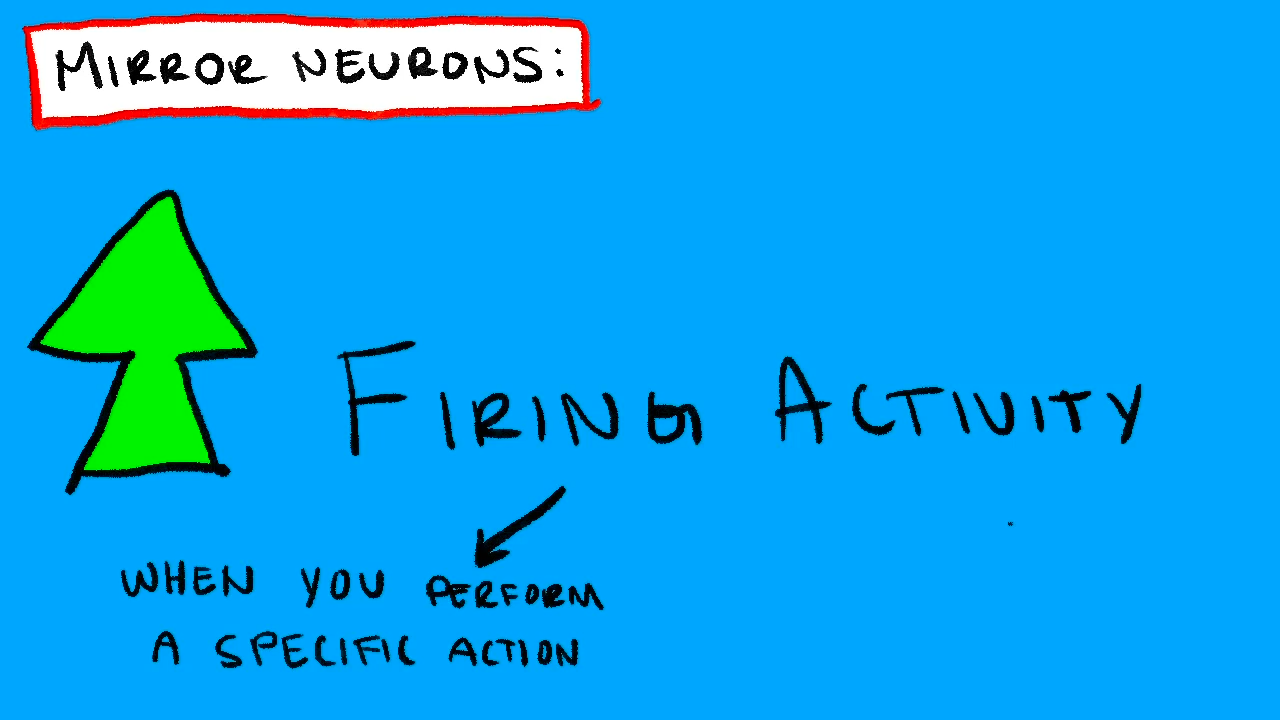 MIRROR NEURONS:
FIRING ACTIVITY
WHEN YOU PERFORM
A SPECIFIC ACTION